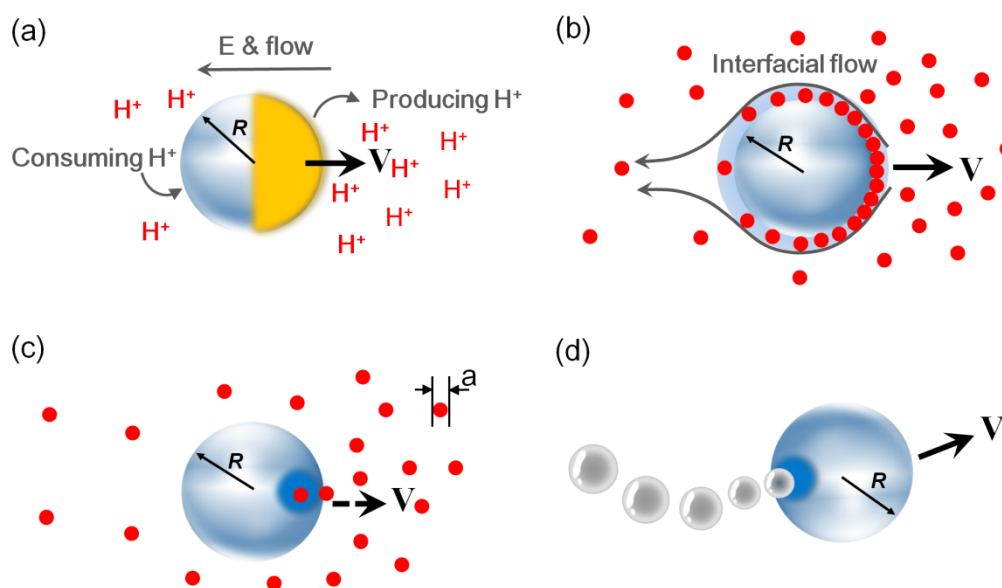 (a)
E & flow
H⁺
H⁺
Producing H⁺
H⁺
H⁺
R
Consuming H⁺
V
H⁺
H⁺
H⁺
H⁺
H⁺
H⁺
(b)
Interfacial flow
R
V
(c)
a
R
V
(d)
V
R